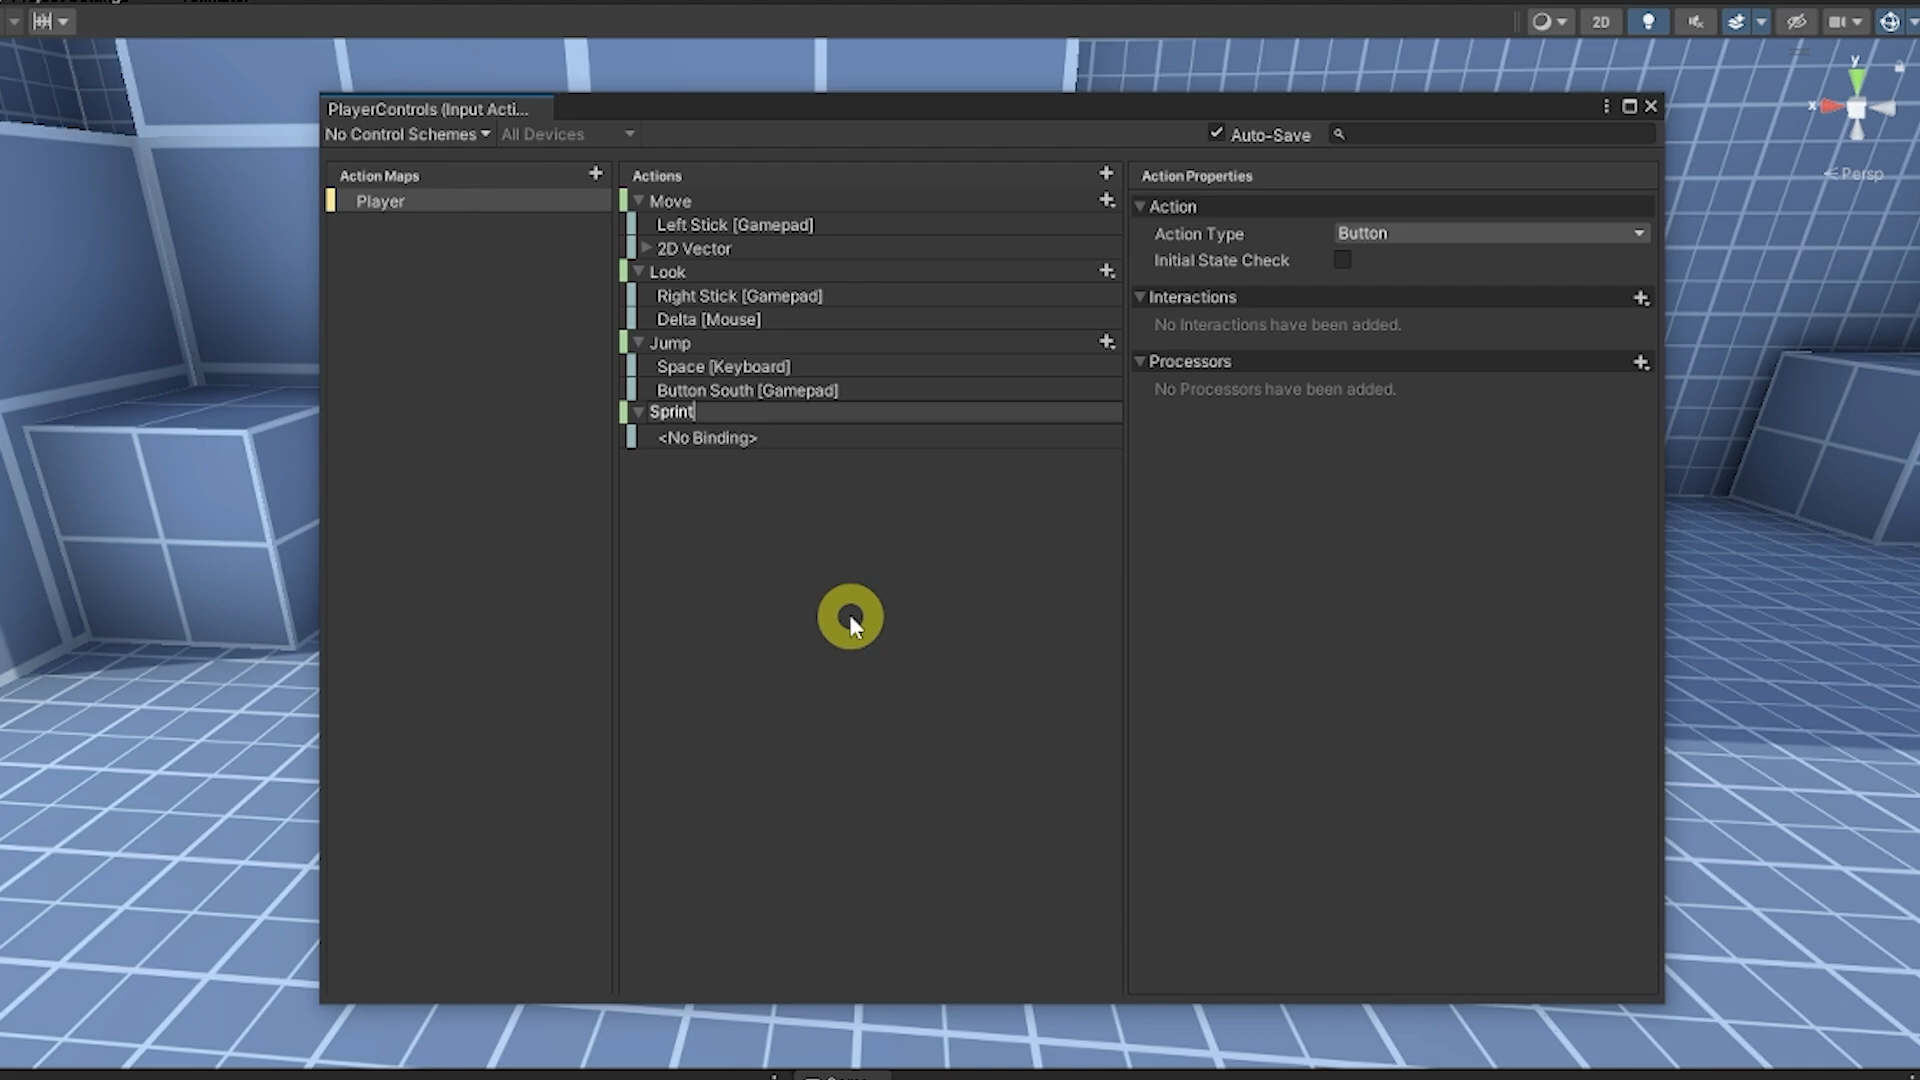 2D
y
x
Persp
PlayerControls (Input Acti...
No Control Schemes
All Devices
Auto-Save
Action Maps
Player
Actions
Move
Left Stick [Gamepad]
2D Vector
Look
Right Stick [Gamepad]
Delta [Mouse]
Jump
Space [Keyboard]
Button South [Gamepad]
Sprint
<No Binding>
Action Properties
Action
Action Type
Button
Initial State Check
Interactions
No Interactions have been added.
Processors
No Processors have been added.